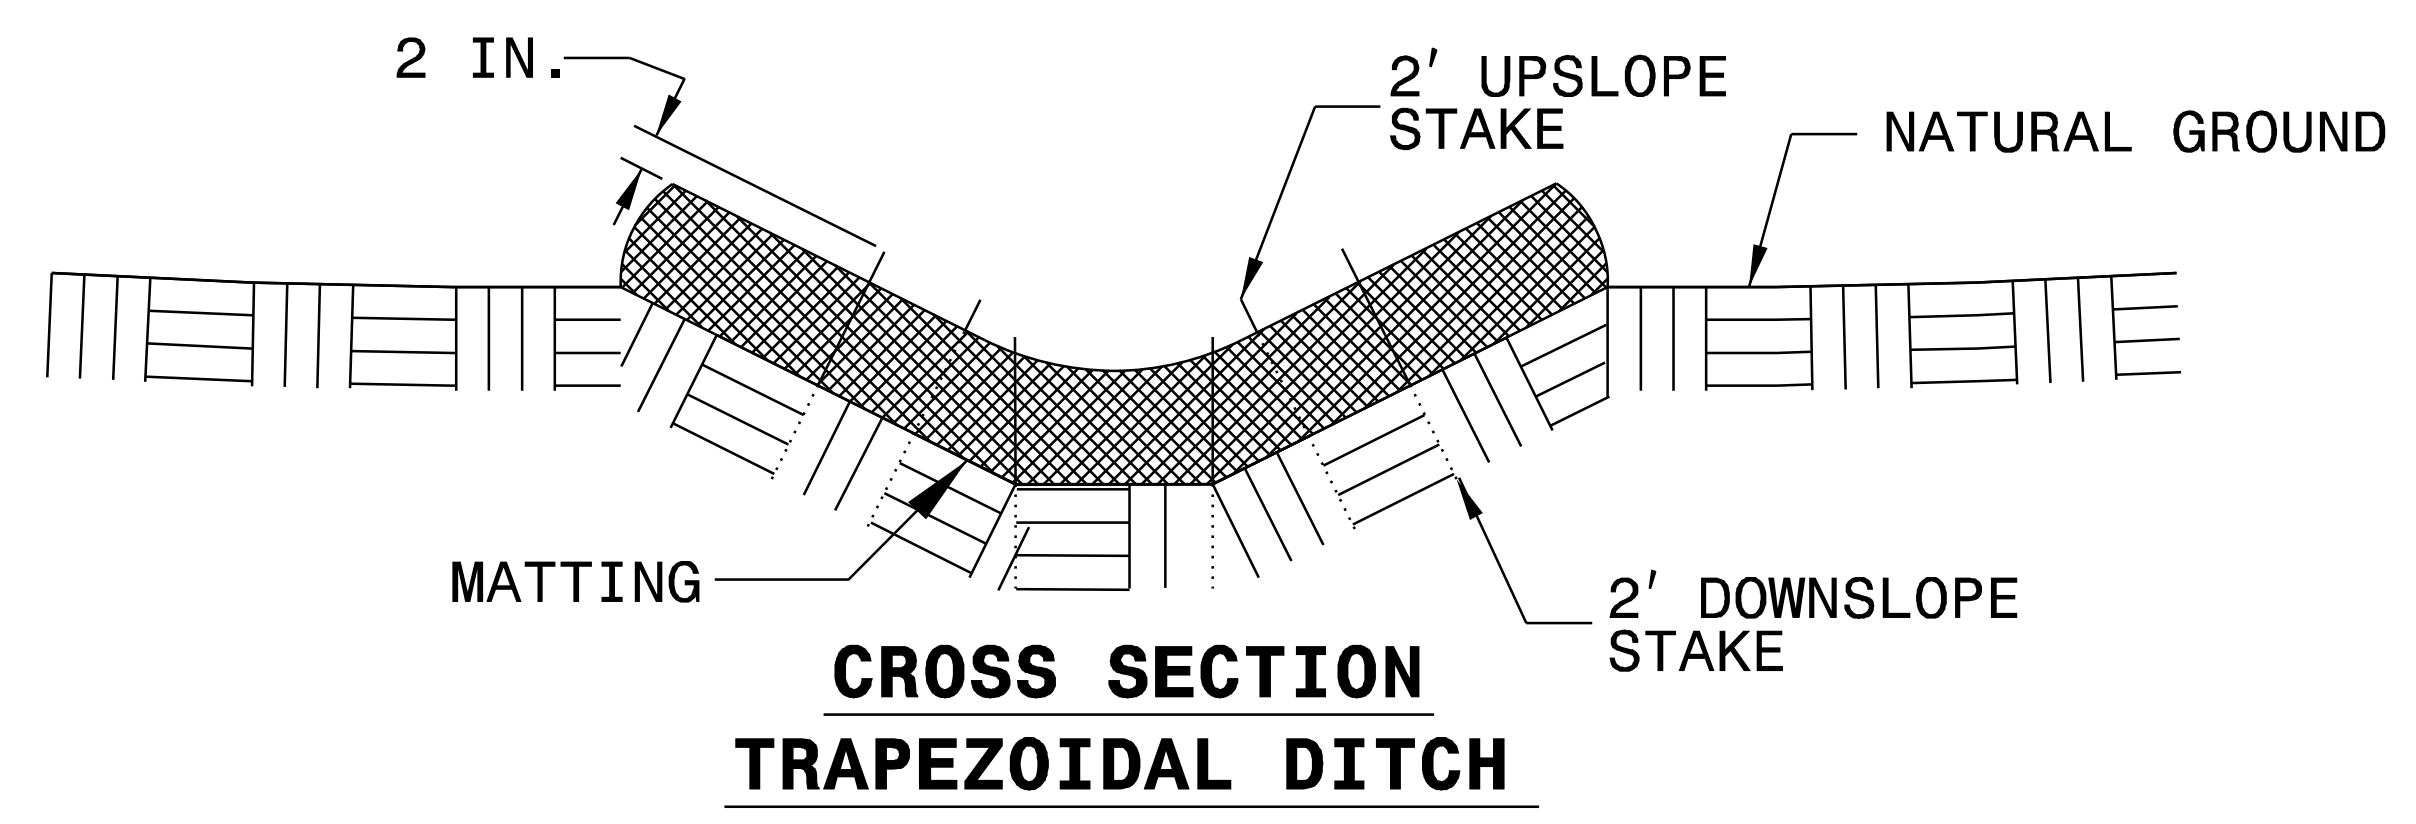 2 IN.
2' UPSLOPE
STAKE
NATURAL GROUND
MATTING
2' DOWNSLOPE
STAKE
CROSS SECTION
TRAPEZOIDAL DITCH